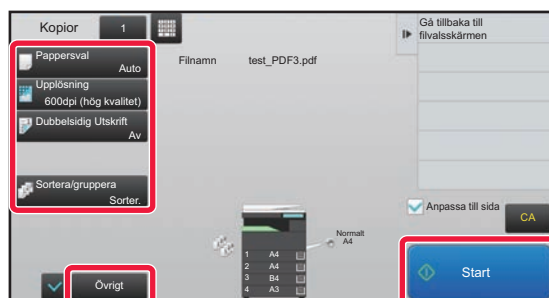 Kopior 1
Pappersval
Auto
Upplösning
600dpi (hög kvalitet)
Dubbelsidig Utskrift
Av
Sortera/gruppera
Sorter.
Övrigt
Filnamn test_PDF3.pdf
Normalt
A4
1 A4
2 A4
3 B4
4 A3
Gå tillbaka till
filvalsskärmen
Anpassa till sida
CA
Start